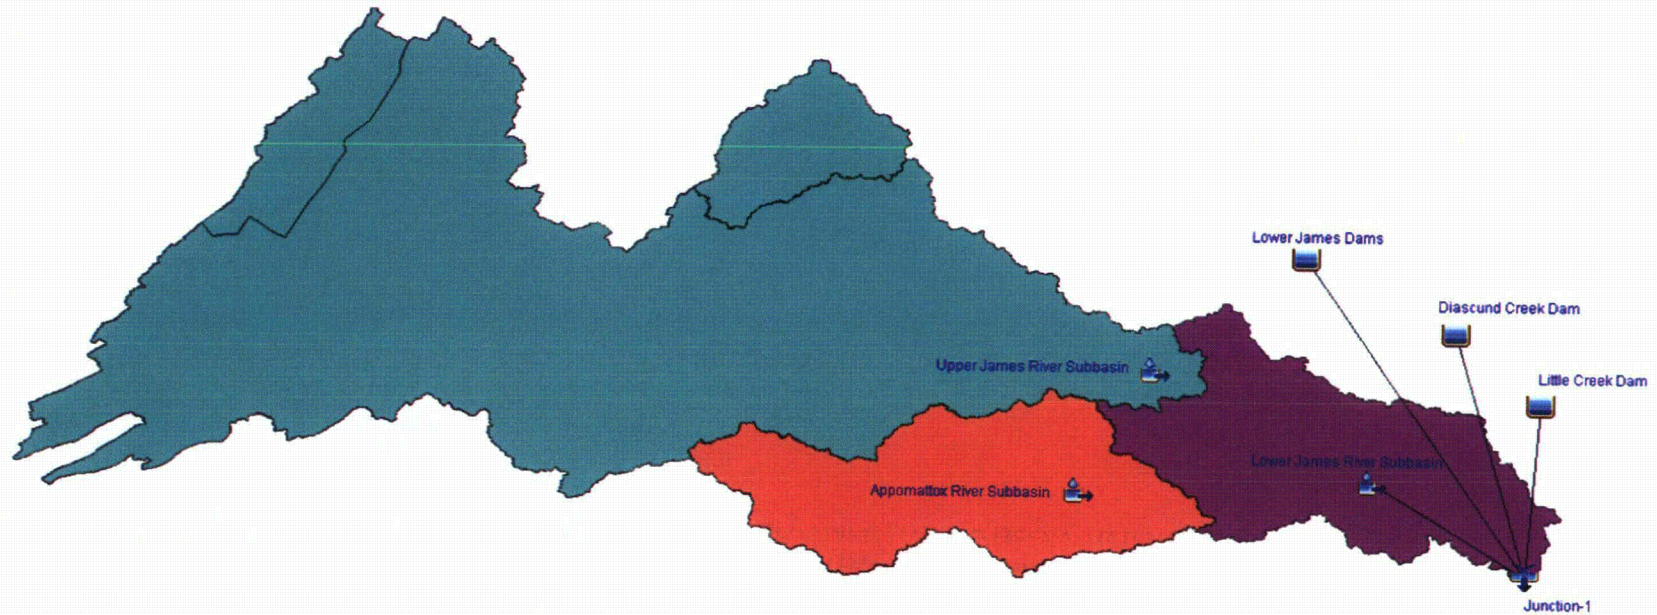 Lower James Dams
Diascund Creek Dam
Upper James River Subbasin
Little Creek Dam
Lower James River Subbasin
Appomattox River Subbasin
Junction-1